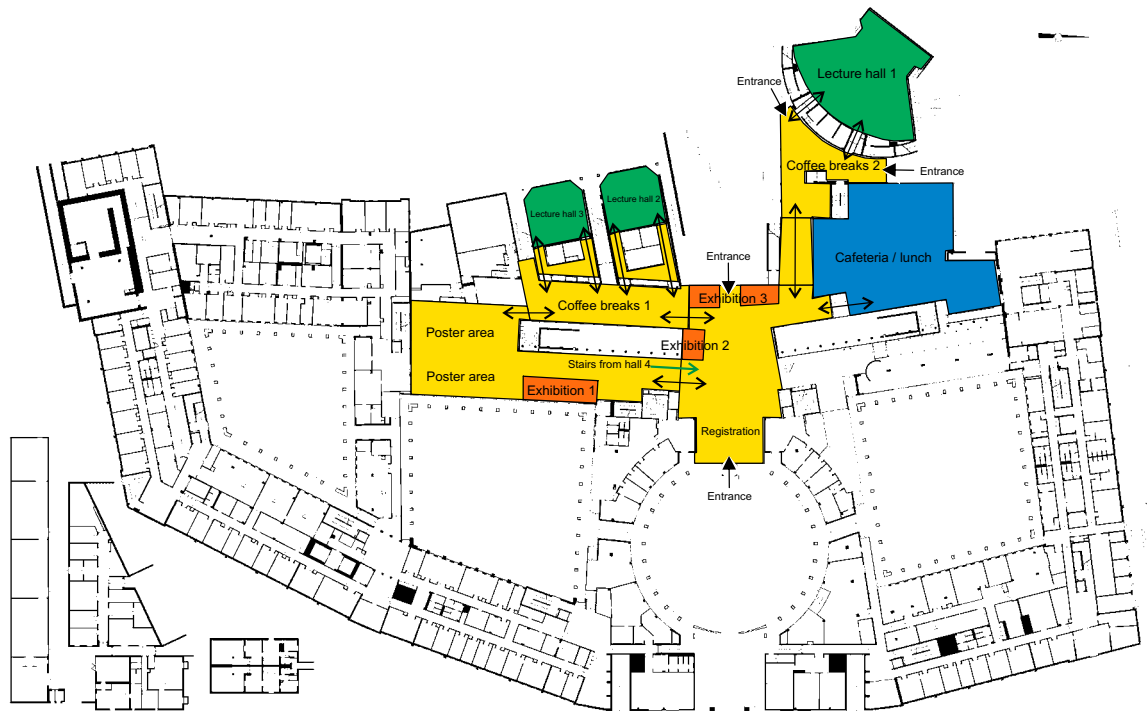 Lecture hall 1
Entrance
Coffee breaks 2
Entrance
Lecture hall 3
Lecture hall 2
Entrance
Cafeteria / lunch
Coffee breaks 1
Exhibition 3
Poster area
Exhibition 2
Stairs from hall 4
Poster area
Exhibition 1
Registration
Entrance